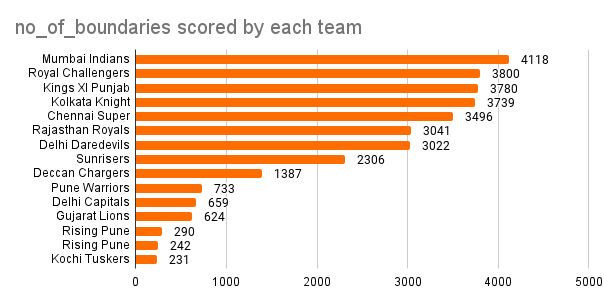 no_of_boundaries scored by each team
Mumbai Indians 4118
Royal Challengers 3800
Kings XI Punjab 3780
Kolkata Knight 3739
Chennai Super 3496
Rajasthan Royals 3041
Delhi Daredevils 3022
Sunrisers 2306
Deccan Chargers 1387
Pune Warriors 733
Delhi Capitals 659
Gujarat Lions 624
Rising Pune 290
Rising Pune 242
Kochi Tuskers 231
0 1000 2000 3000 4000 5000